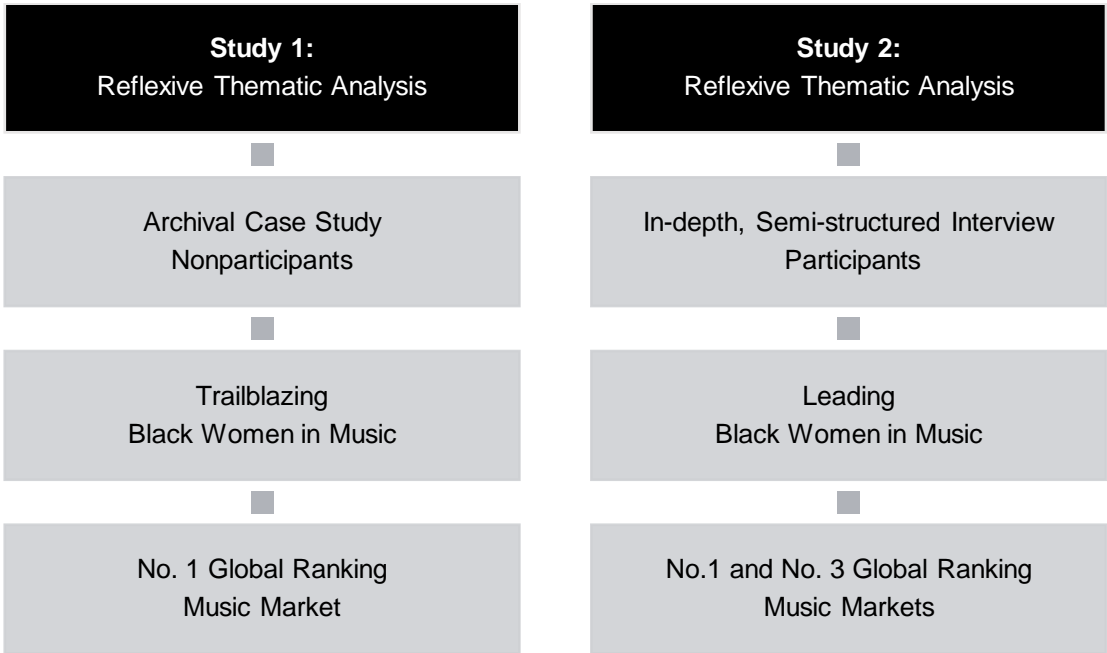 Study 1:
Reflexive Thematic Analysis
Archival Case Study
Nonparticipants
Trailblazing
Black Women in Music
No. 1 Global Ranking
Music Market
Study 2:
Reflexive Thematic Analysis
In-depth, Semi-structured Interview
Participants
Leading
Black Women in Music
No.1 and No. 3 Global Ranking
Music Markets